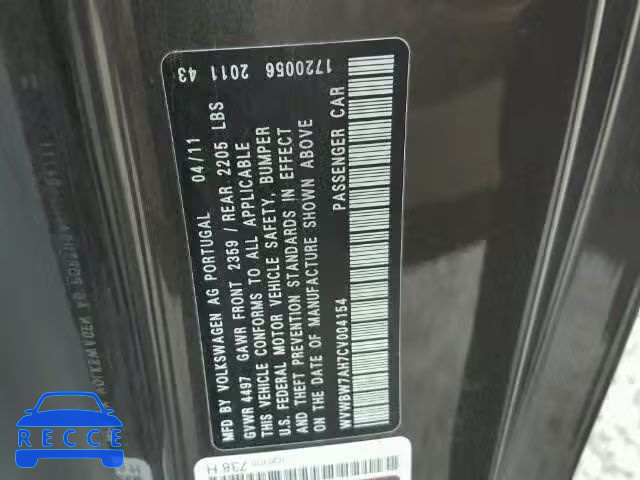 1720056 2011 43
MFD BY VOLKSWAGEN AG PORTUGAL 04/11
GVWR 4497 GAWR FRONT 2359 / REAR 2205 LBS
THIS VEHICLE CONFORMS TO ALL APPLICABLE
U.S. FEDERAL MOTOR VEHICLE SAFETY, BUMPER
AND THEFT PREVENTION STANDARDS IN EFFECT
ON DATE OF MANUFACTURE SHOWN ABOVE
WVWBW7AH7CV004154 PASSENGER CAR
736 H